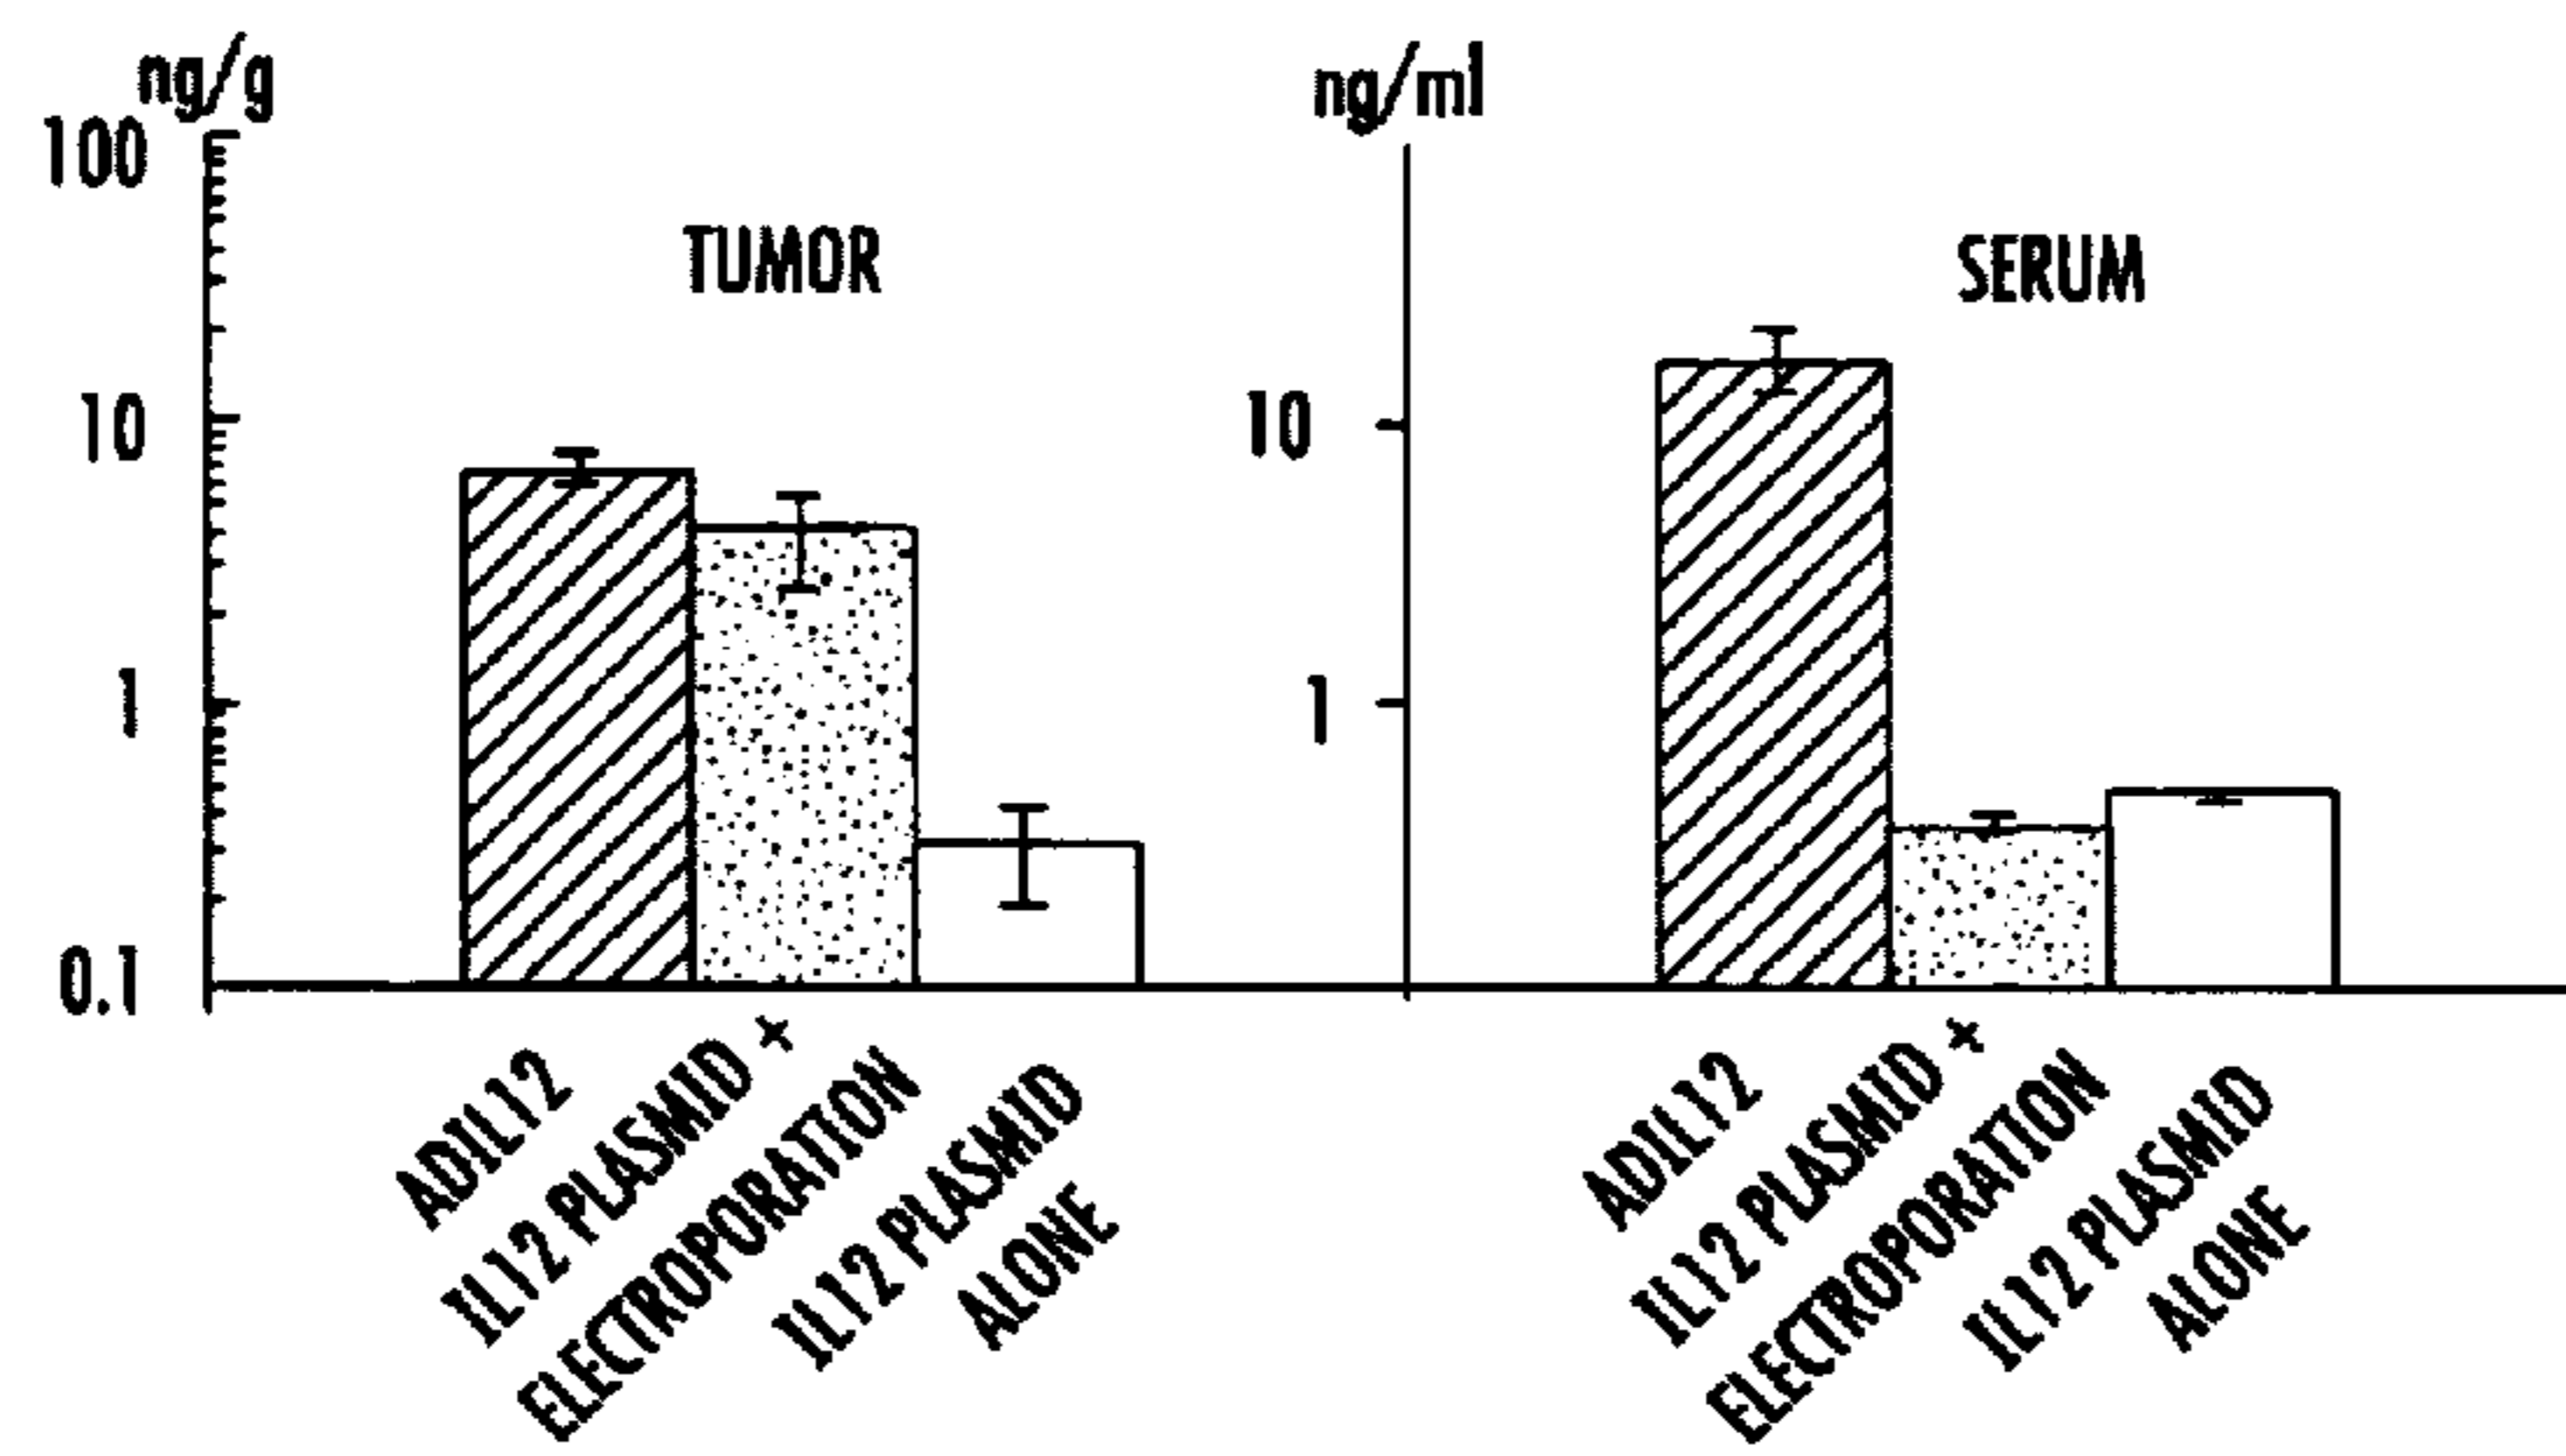 ng/g
100
10
1
0.1
TUMOR
ADIL12
IL12 PLASMID +
ELECTROPORATION
IL12 PLASMID
ALONE
ng/ml
10
1
SERUM
ADIL12
IL12 PLASMID +
ELECTROPORATION
IL12 PLASMID
ALONE